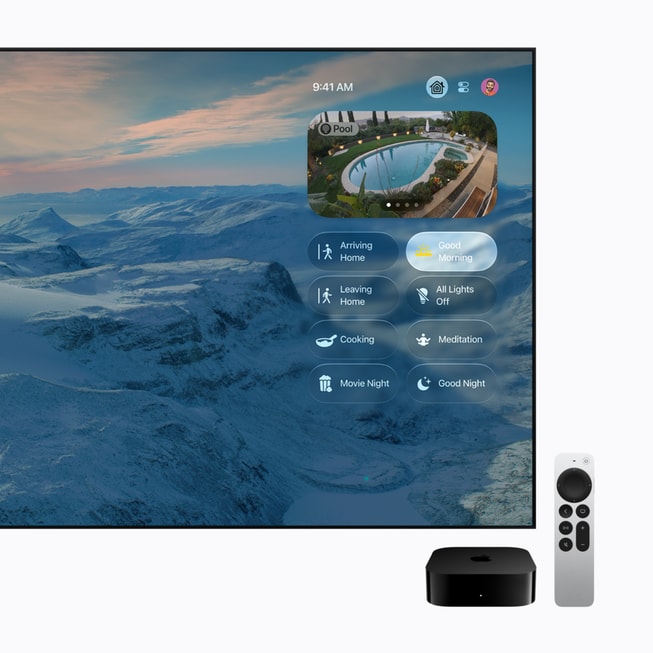 9:41 AM
Pool
Arriving
Home
Good
Morning
Leaving
Home
All Lights
Off
Cooking
Meditation
Movie Night
Good Night